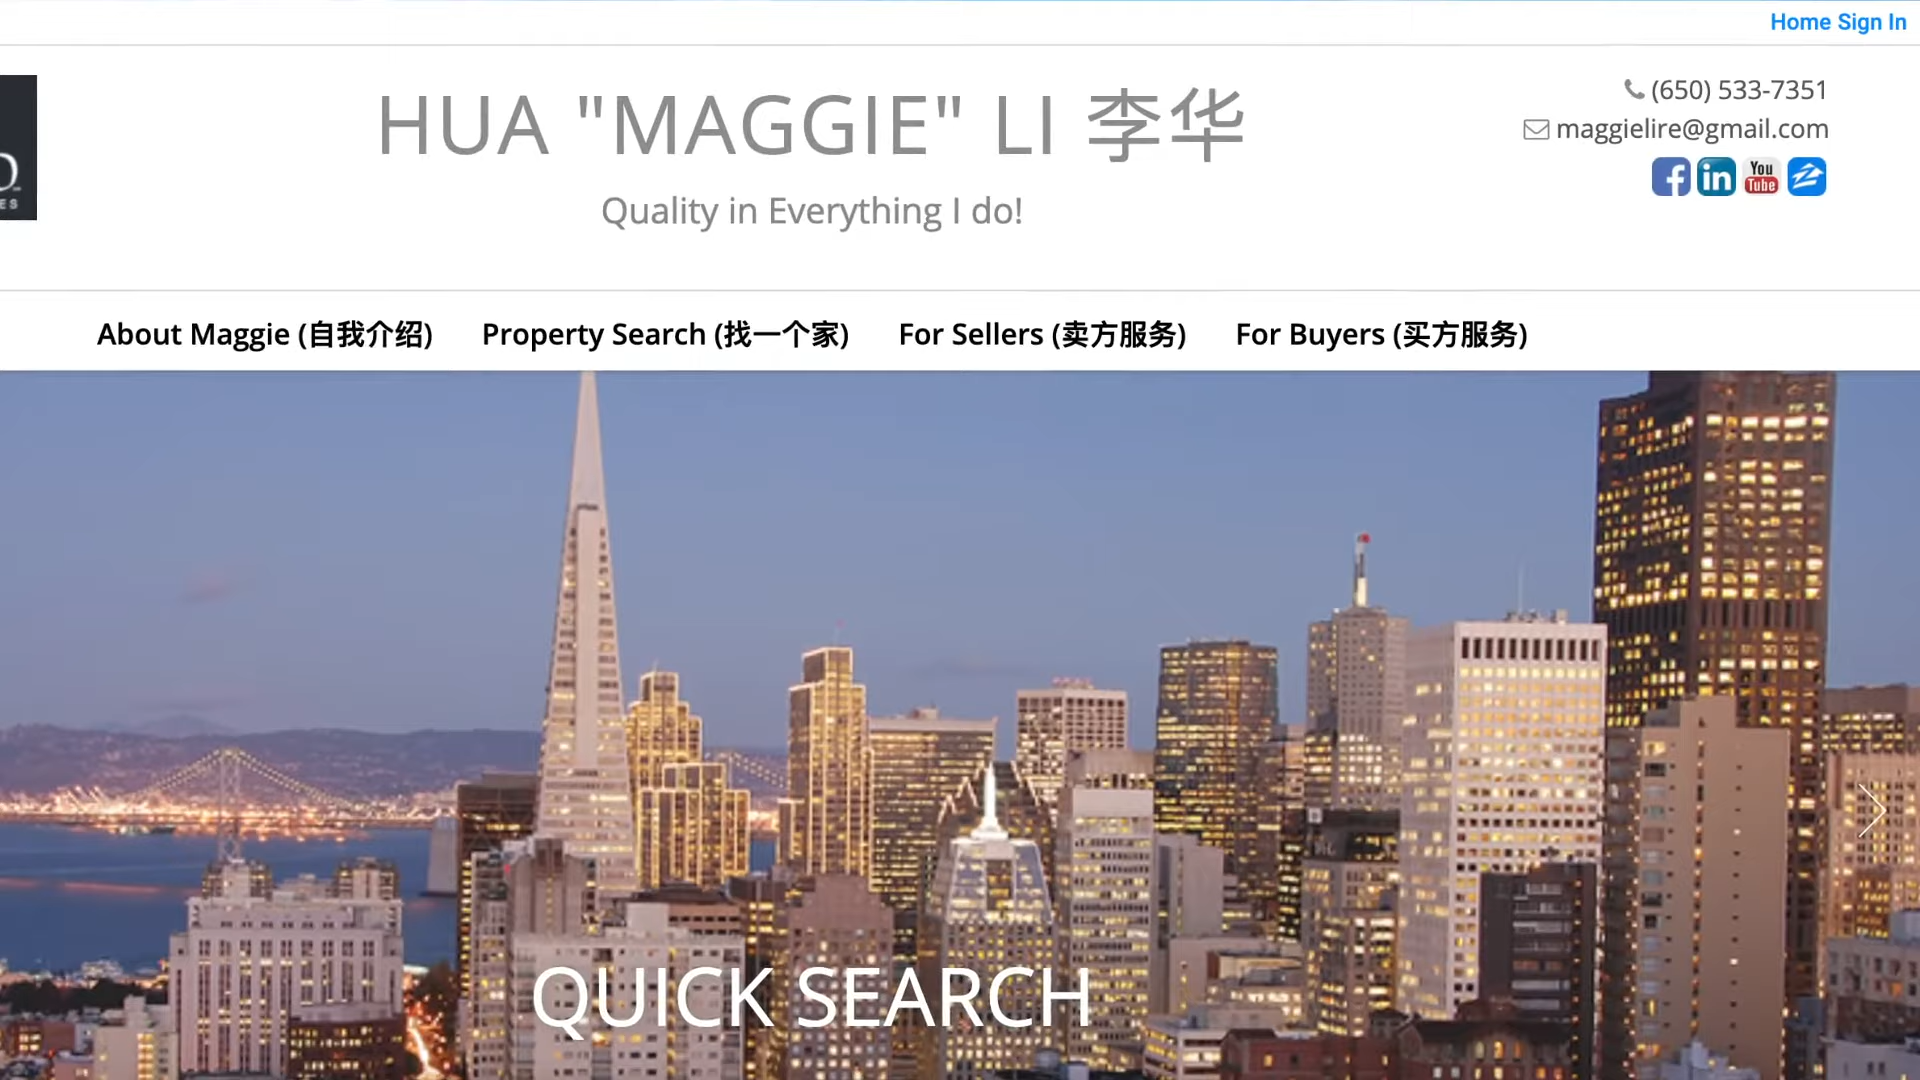 Home Sign In
HUA "MAGGIE" LI 李华
Quality in Everything I do!
(650) 533-7351
maggielire@gmail.com
You
Tube
About Maggie (自我介绍) Property Search (找一个家) For Sellers (卖方服务) For Buyers (买方服务)
QUICK SEARCH